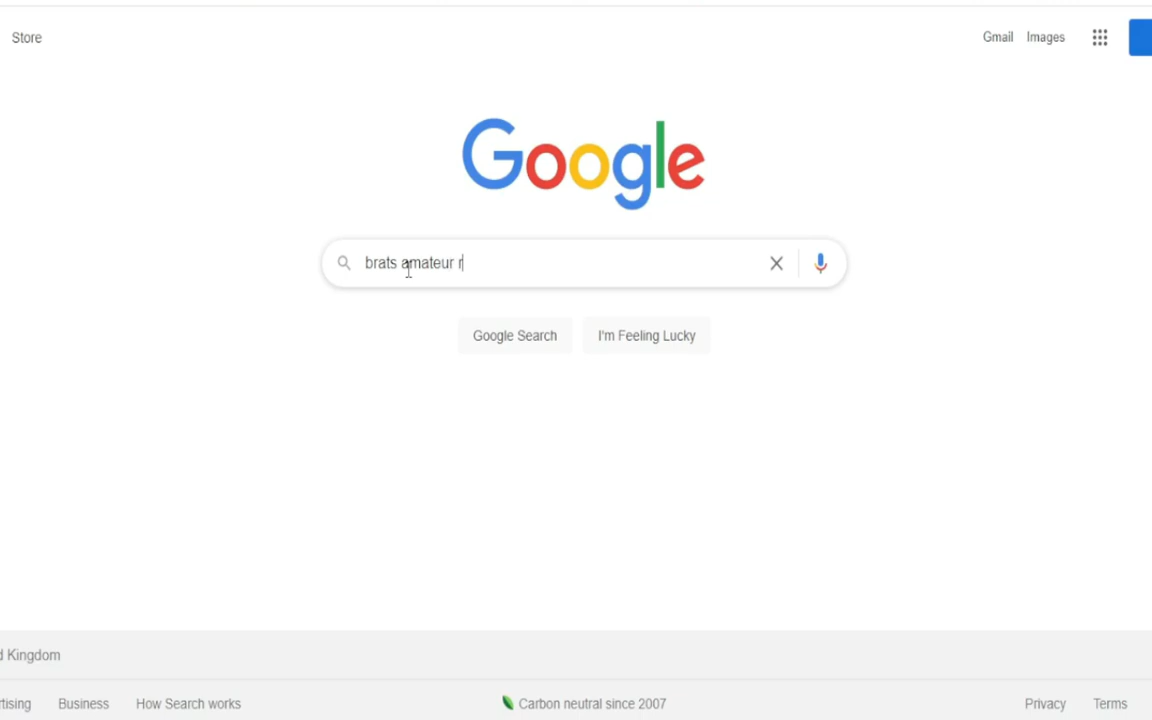 Store
Gmail Images
Google
brats amateur r
Google Search I'm Feeling Lucky
d Kingdom
rtising Business How Search works Carbon neutral since 2007 Privacy Terms